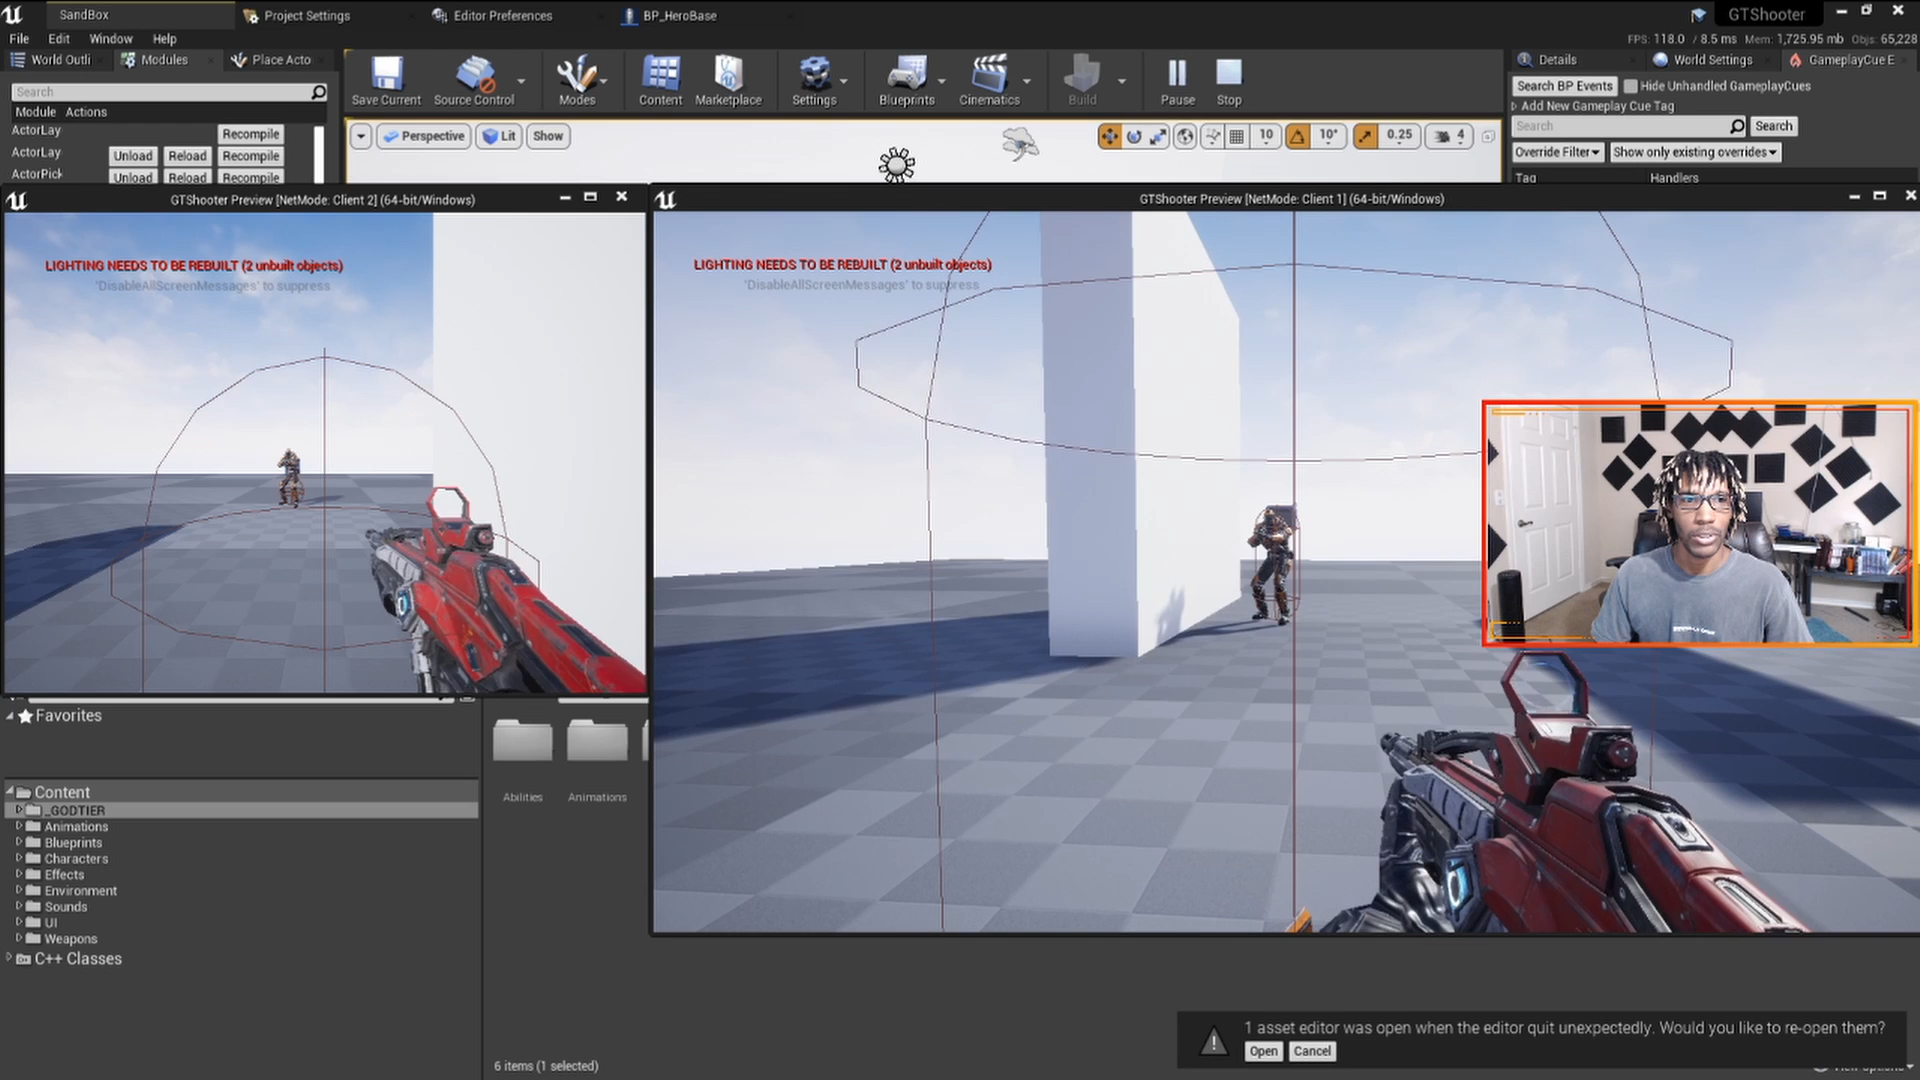 SandBox
Project Settings
Editor Preferences
BP_HeroBase
GTShooter
File Edit Window Help
FPS: 118.0 / 8.5 ms Mem: 1,725.95 mb Objs: 65,228
World Outli
Modules
Place Acto
Details
World Settings
GameplayCue E
Search
Module Actions
ActorLay
Recompile
ActorLay
Unload
Reload
Recompile
ActorPick
Unload
Reload
Recompile
Save Current
Source Control
Modes
Content
Marketplace
Settings
Blueprints
Cinematics
Build
Pause
Stop
Search BP Events
Hide Unhandled GameplayCues
Add New Gameplay Cue Tag
Search
Search
Override Filter
Show only existing overrides
Tag
Handlers
Perspective
Lit
Show
10
10°
0.25
4
GTShooter Preview [NetMode: Client 2] (64-bit/Windows)
LIGHTING NEEDS TO BE REBUILT (2 unbuilt objects)
'DisableAllScreenMessages' to suppress
GTShooter Preview [NetMode: Client 1] (64-bit/Windows)
LIGHTING NEEDS TO BE REBUILT (2 unbuilt objects)
'DisableAllScreenMessages' to suppress
Favorites
Content
_GODTIER
Animations
Blueprints
Characters
Effects
Environment
Sounds
UI
Weapons
C++ Classes
Abilities
Animations
6 items (1 selected)
1 asset editor was open when the editor quit unexpectedly. Would you like to re-open them?
Open
Cancel
View Options